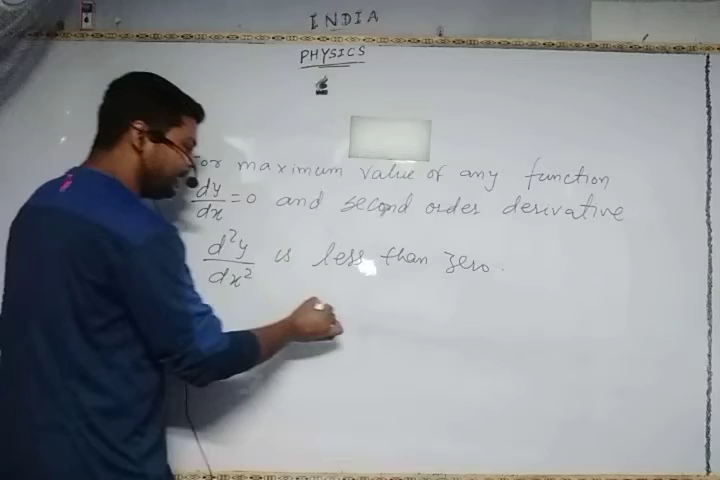 INDIA
PHYSICS
For maximum value of any function
dy/dx = 0 and second order derivative
d²y/dx² is less than zero.